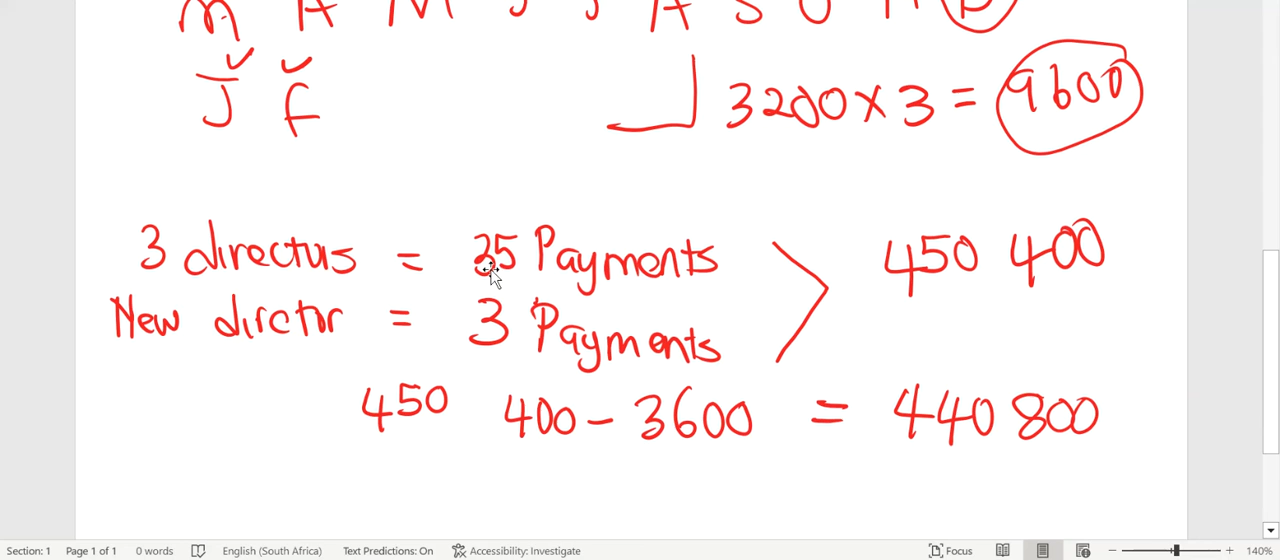 M A M J J A S O N D
J F 3200 × 3 = 9600
3 directus = 35 Payments > 450 400
New dirctor = 3 Payments
450 400 - 3600 = 440 800
Section: 1 Page 1 of 1 0 words English (South Africa) Text Predictions: On Accessibility: Investigate Focus 140%